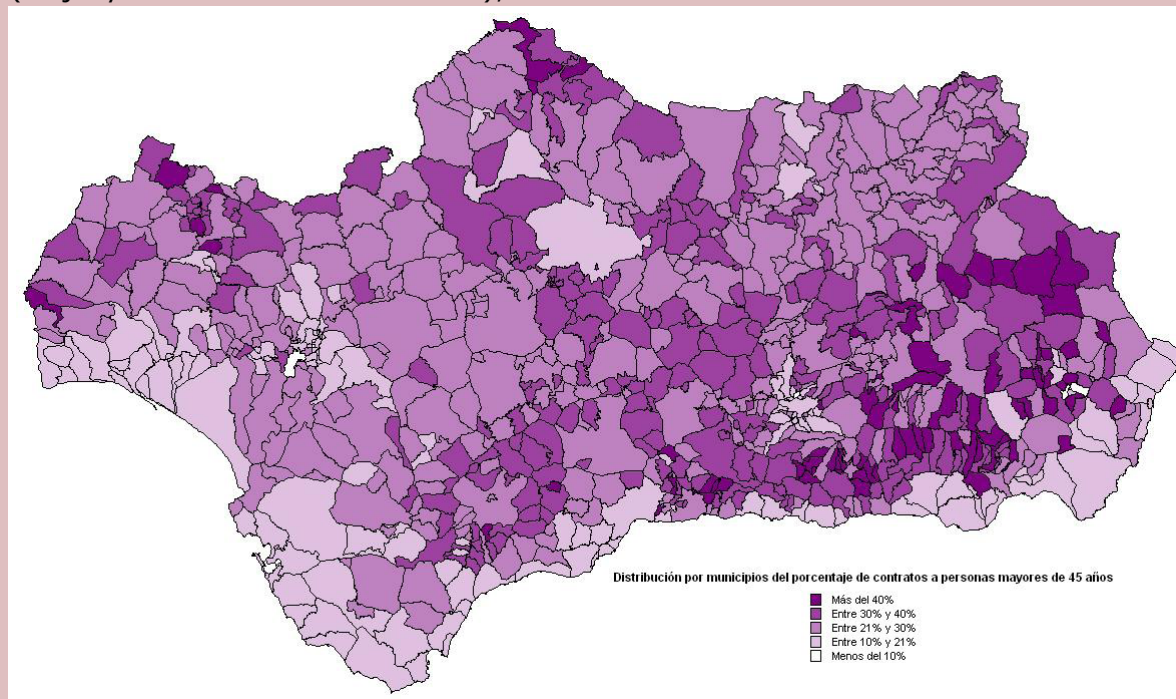 Distribución por municipios del porcentaje de contratos a personas mayores de 45 años
Más del 40%
Entre 30% y 40%
Entre 21% y 30%
Entre 10% y 21%
Menos del 10%